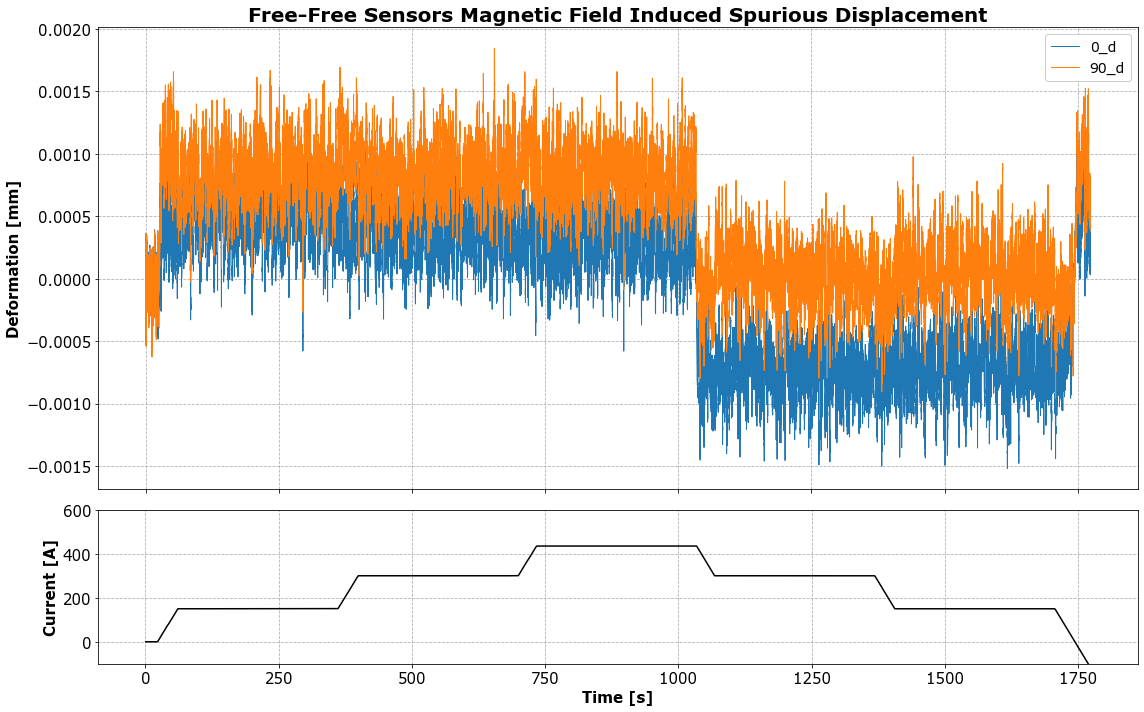 Free-Free Sensors Magnetic Field Induced Spurious Displacement
0.0020
0.0015
0.0010
0.0005
0.0000
−0.0005
−0.0010
−0.0015
Deformation [mm]
0_d
90_d
600
400
200
0
Current [A]
0 250 500 750 1000 1250 1500 1750
Time [s]